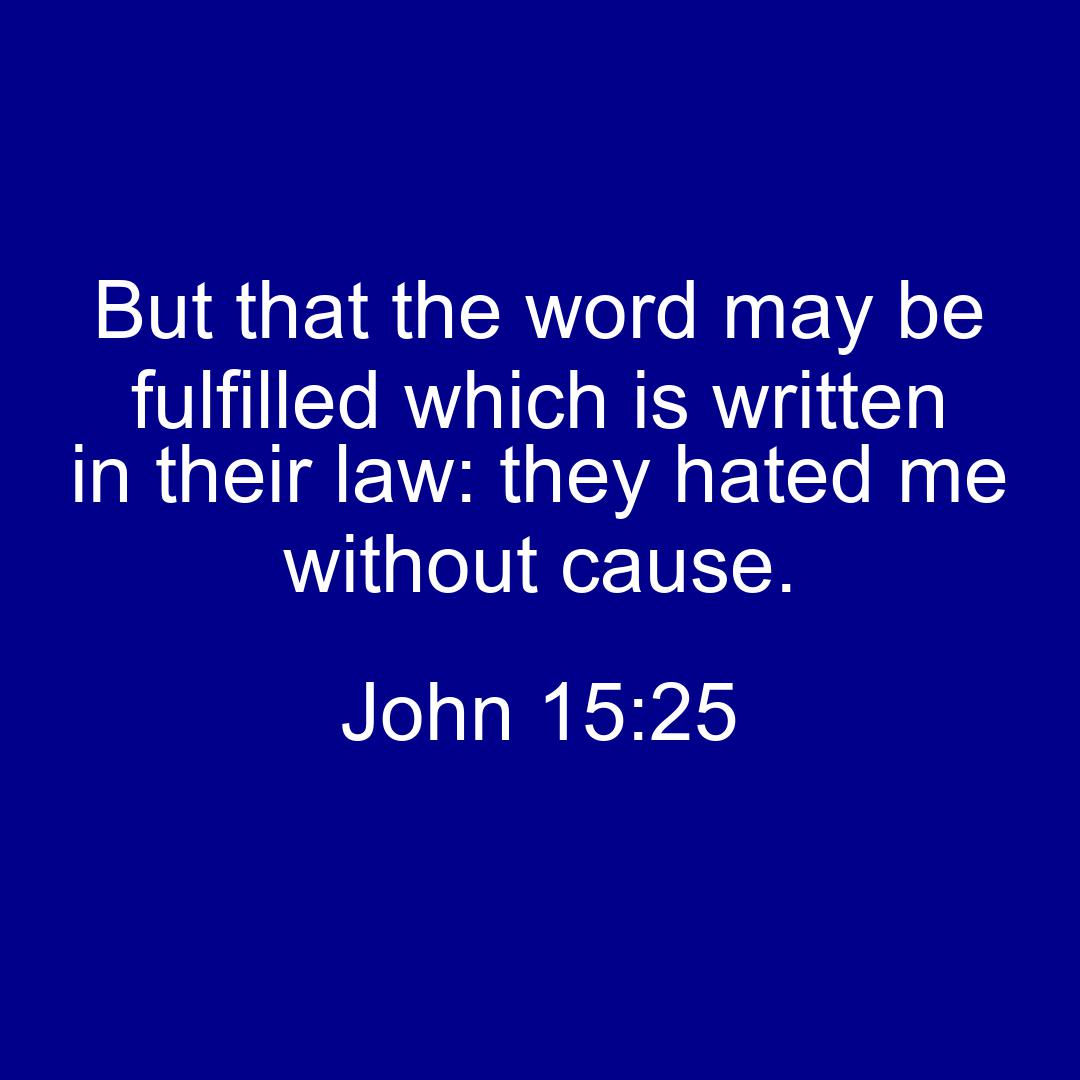 But that the word may be
fulfilled which is written
in their law: they hated me
without cause.
John 15:25